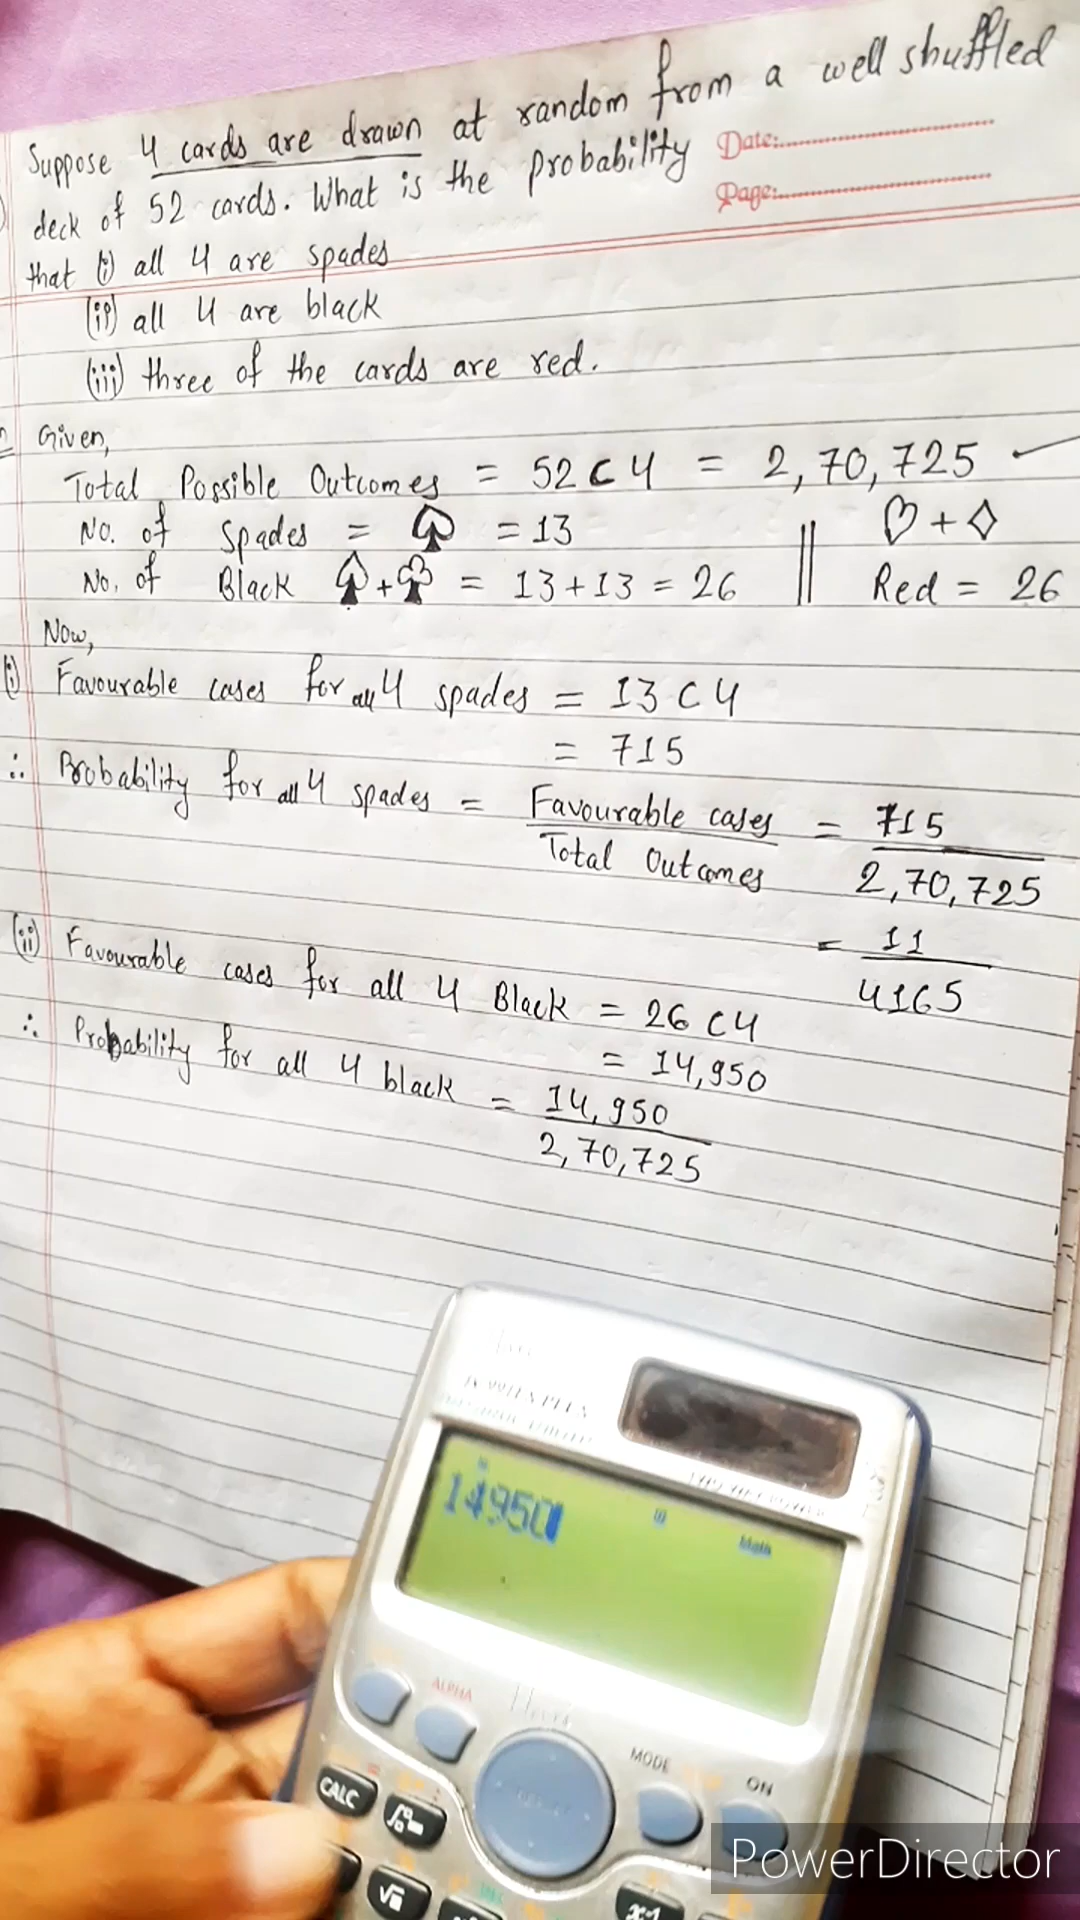 Suppose 4 cards are drawn at random from a well shuffled
deck of 52 cards. What is the probability
Date:
Page:
that (i) all 4 are spades
(ii) all 4 are black
(iii) three of the cards are red.
Given,
Total Possible Outcomes = 52C4 = 2,70,725
No. of Spades = ♠ = 13
♡ + ◇
No. of Black ♠ + ♣ = 13+13 = 26
Red = 26
Now,
(i) Favourable cases for all 4 spades = 13C4
= 715
∴ Probability for all 4 spades = Favourable cases / Total Outcomes = 715 / 2,70,725
= 11 / 4165
(ii) Favourable cases for all 4 Black = 26C4
= 14,950
∴ Probability for all 4 black = 14,950 / 2,70,725
14950
Math
ALPHA
MODE
ON
CALC
PowerDirector
√
x-1